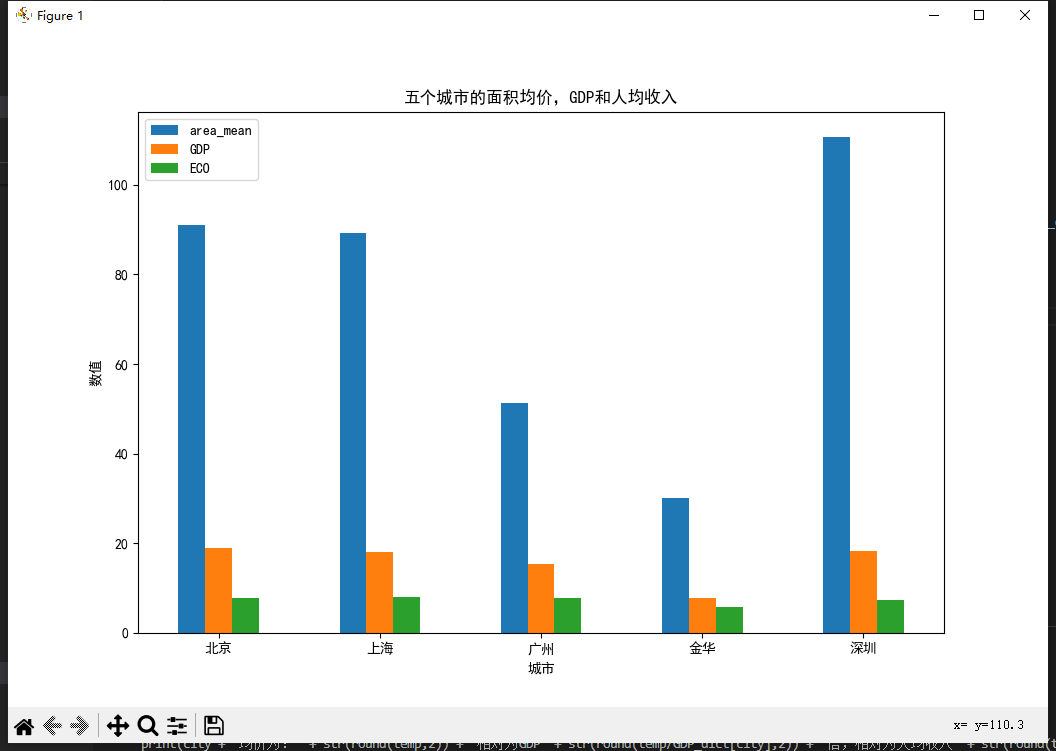 Figure 1
五个城市的面积均价，GDP和人均收入
area_mean
GDP
ECO
100
80
60
40
20
0
数值
北京 上海 广州 金华 深圳
城市
x= y=110.3